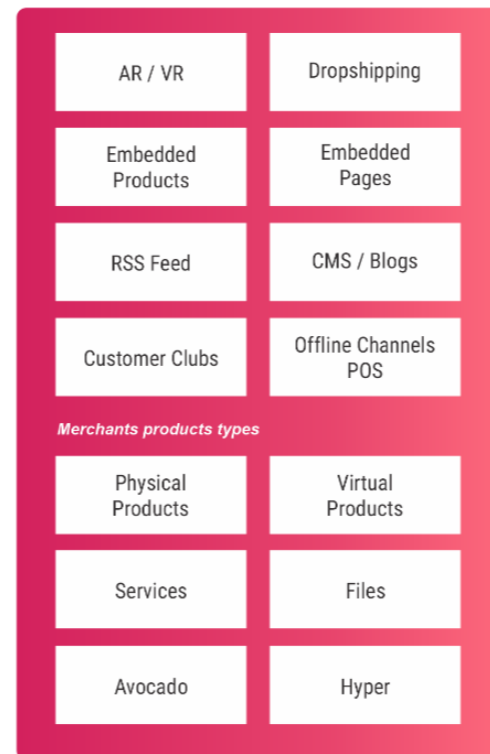 AR / VR
Dropshipping
Embedded
Products
Embedded
Pages
RSS Feed
CMS / Blogs
Customer Clubs
Offline Channels
POS
Merchants products types
Physical
Products
Virtual
Products
Services
Files
Avocado
Hyper